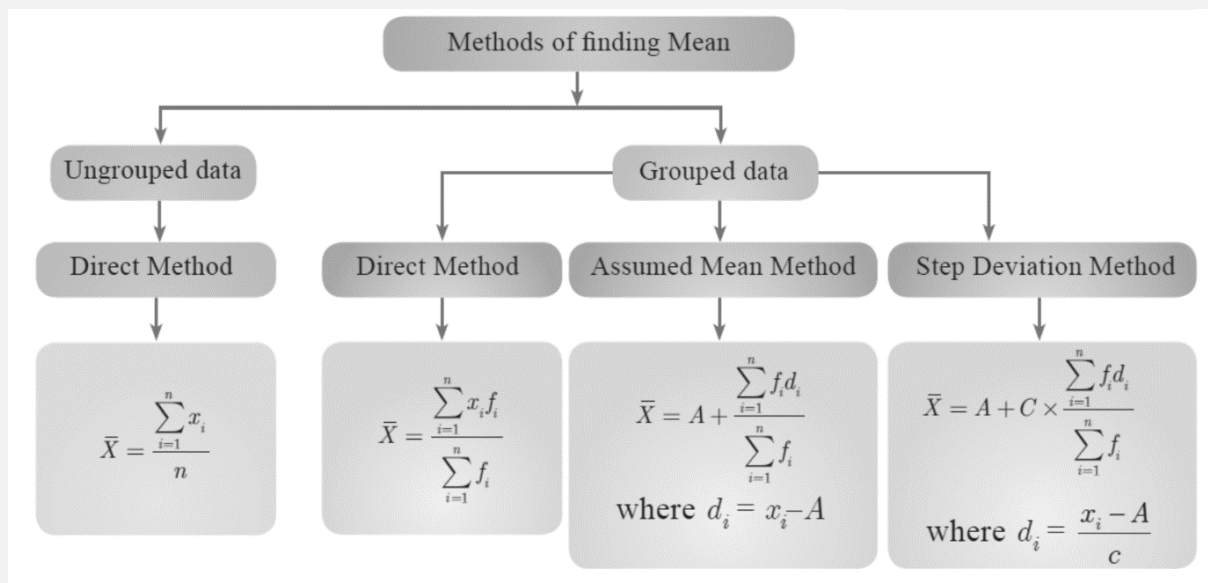 Methods of finding Mean
Ungrouped data
Grouped data
Direct Method
Direct Method
Assumed Mean Method
Step Deviation Method
X̄ = (∑_{i=1}^{n} x_i) / n
X̄ = (∑_{i=1}^{n} x_i f_i) / (∑_{i=1}^{n} f_i)
X̄ = A + (∑_{i=1}^{n} f_i d_i) / (∑_{i=1}^{n} f_i)
where d_i = x_i – A
X̄ = A + C × (∑_{i=1}^{n} f_i d_i) / (∑_{i=1}^{n} f_i)
where d_i = (x_i – A) / c